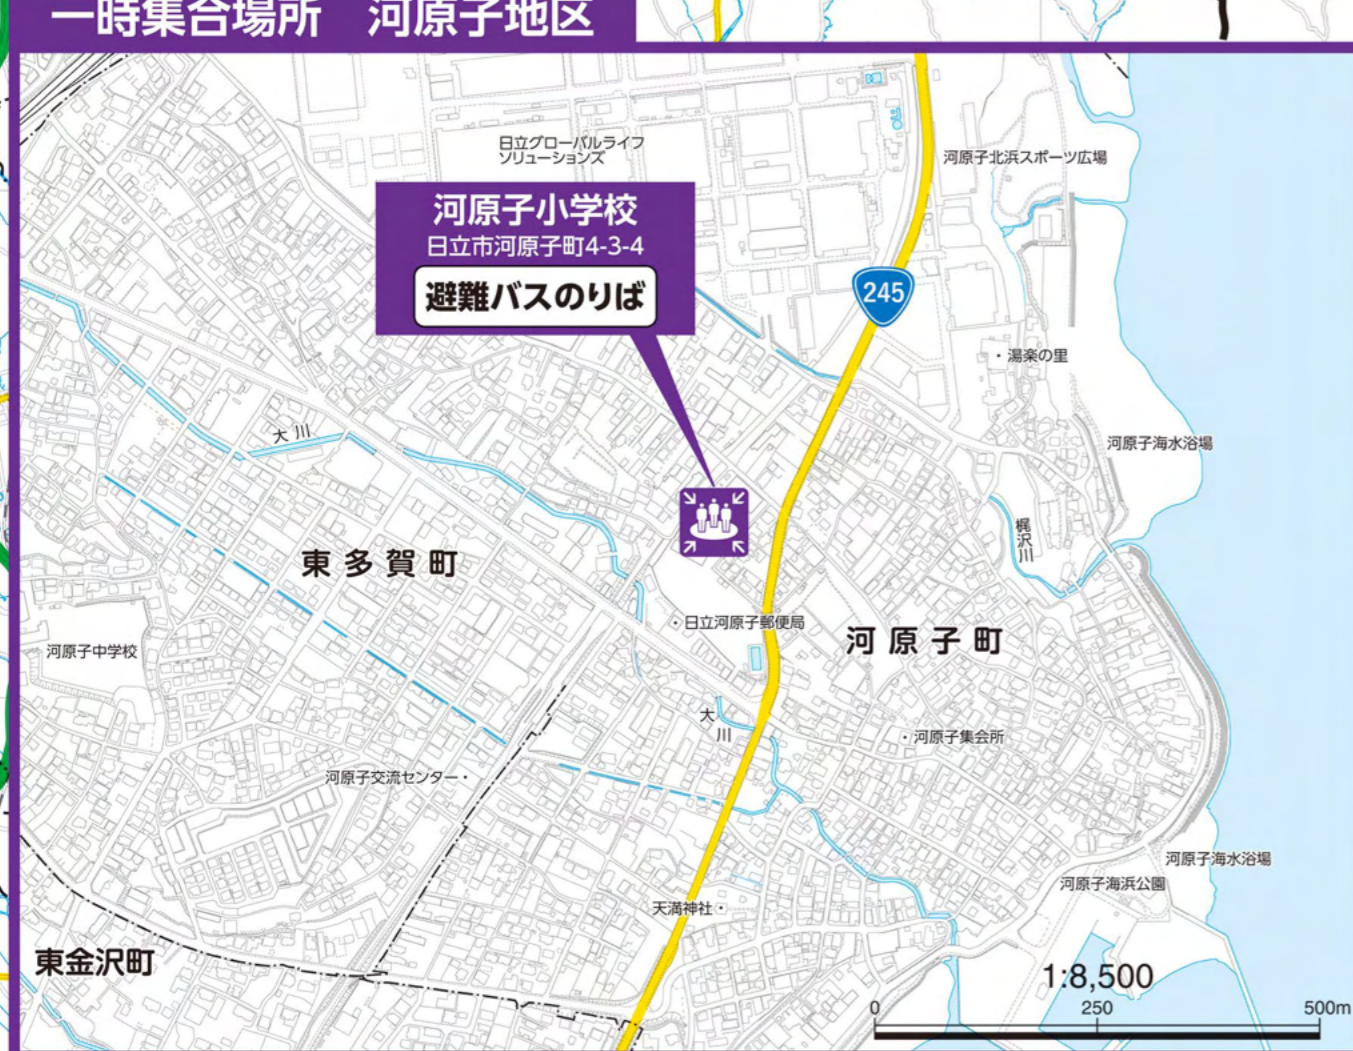 一時集合場所　河原子地区
日立グローバルライフ
ソリューションズ
河原子北浜スポーツ広場
河原子小学校
日立市河原子町4-3-4
避難バスのりば
245
・湯楽の里
大川
河原子海水浴場
梶沢川
東多賀町
・日立河原子郵便局
河原子町
河原子中学校
大川
・河原子集会所
河原子交流センター・
河原子海水浴場
河原子海浜公園
天満神社・
東金沢町
1:8,500
0 250 500m